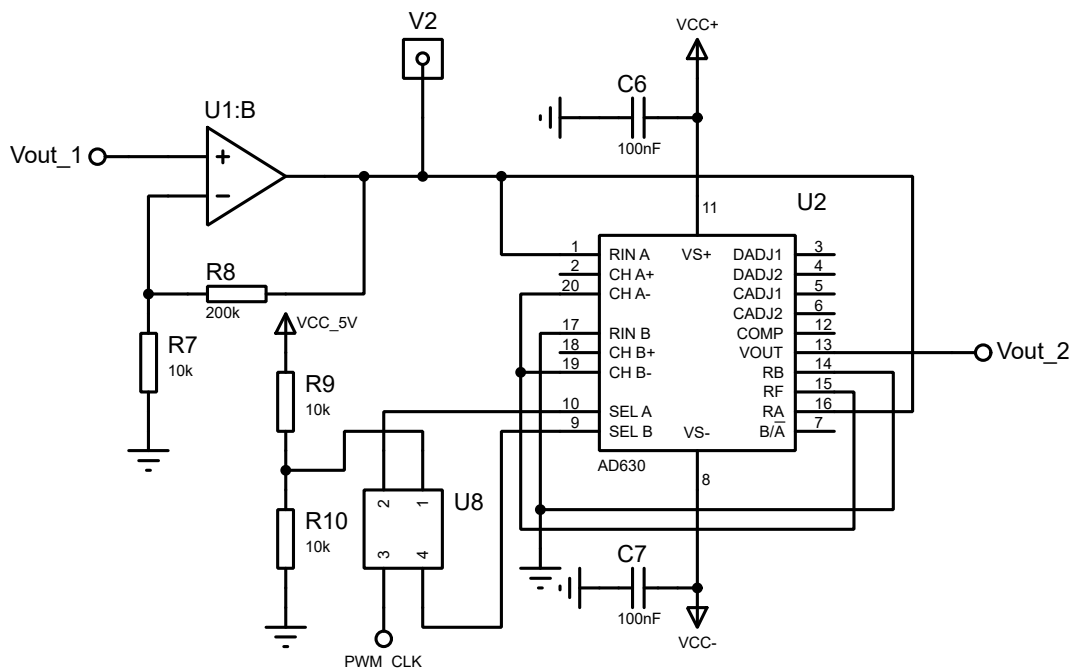 V2
VCC+
C6
100nF
U1:B
Vout_1
+
−
11
U2
1
RIN A
VS+
DADJ1
3
2
CH A+
DADJ2
4
20
CH A-
CADJ1
5
CADJ2
6
17
RIN B
COMP
12
18
CH B+
VOUT
13
Vout_2
19
CH B-
RB
14
RF
15
10
SEL A
RA
16
9
SEL B
VS-
B/A
7
AD630
8
R8
200k
VCC_5V
R7
10k
R9
10k
R10
10k
2
1
U8
3
4
C7
100nF
PWM_CLK
VCC-